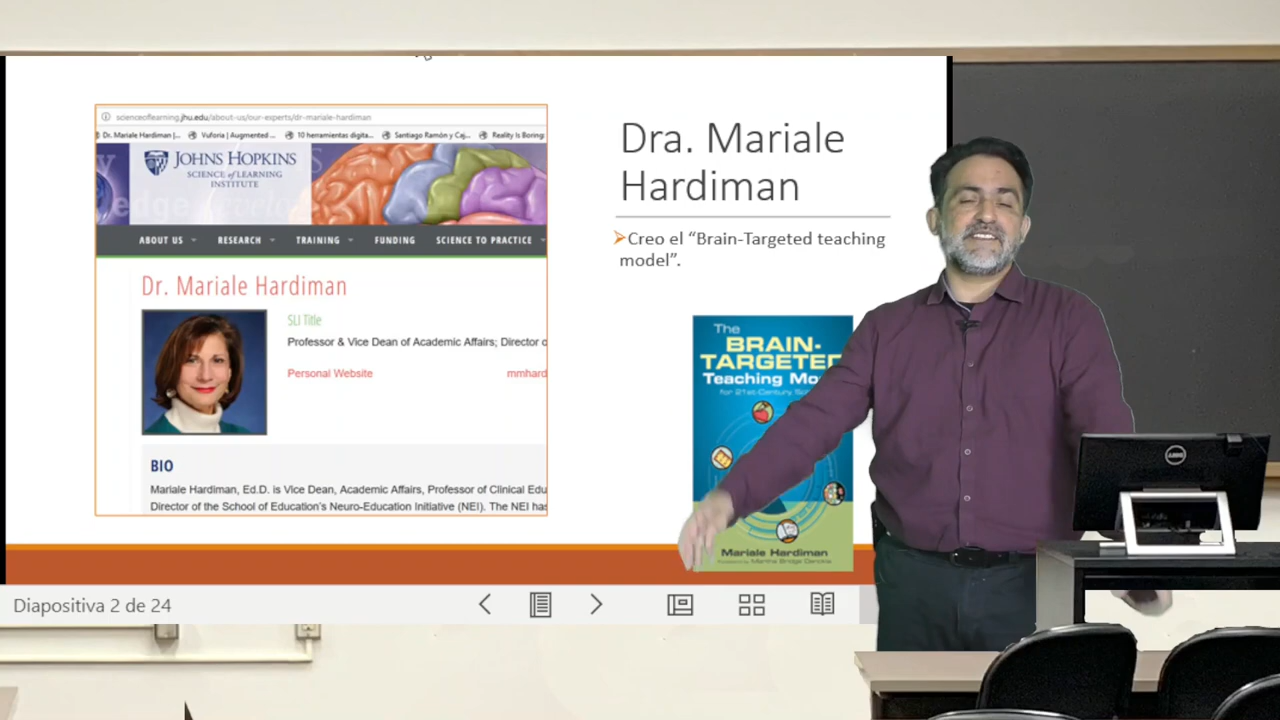 scienceoflearning.jhu.edu/about-us/our-experts/dr-mariale-hardiman
Dr. Mariale Hardiman |... Vuforia | Augmented ... 10 herramientas digita... Santiago Ramón y Caj... Reality Is Boring:
JOHNS HOPKINS
SCIENCE of LEARNING
INSTITUTE
ABOUT US RESEARCH TRAINING FUNDING SCIENCE TO PRACTICE
Dr. Mariale Hardiman
SLI Title
Professor & Vice Dean of Academic Affairs; Director o
Personal Website mmhard
BIO
Mariale Hardiman, Ed.D. is Vice Dean, Academic Affairs, Professor of Clinical Edu
Director of the School of Education's Neuro-Education Initiative (NEI). The NEI has
Dra. Mariale
Hardiman
➢Creo el “Brain-Targeted teaching
model”.
The
BRAIN-
TARGETED
Teaching Mo
for 21st-Century
Mariale Hardiman
DELL
Diapositiva 2 de 24